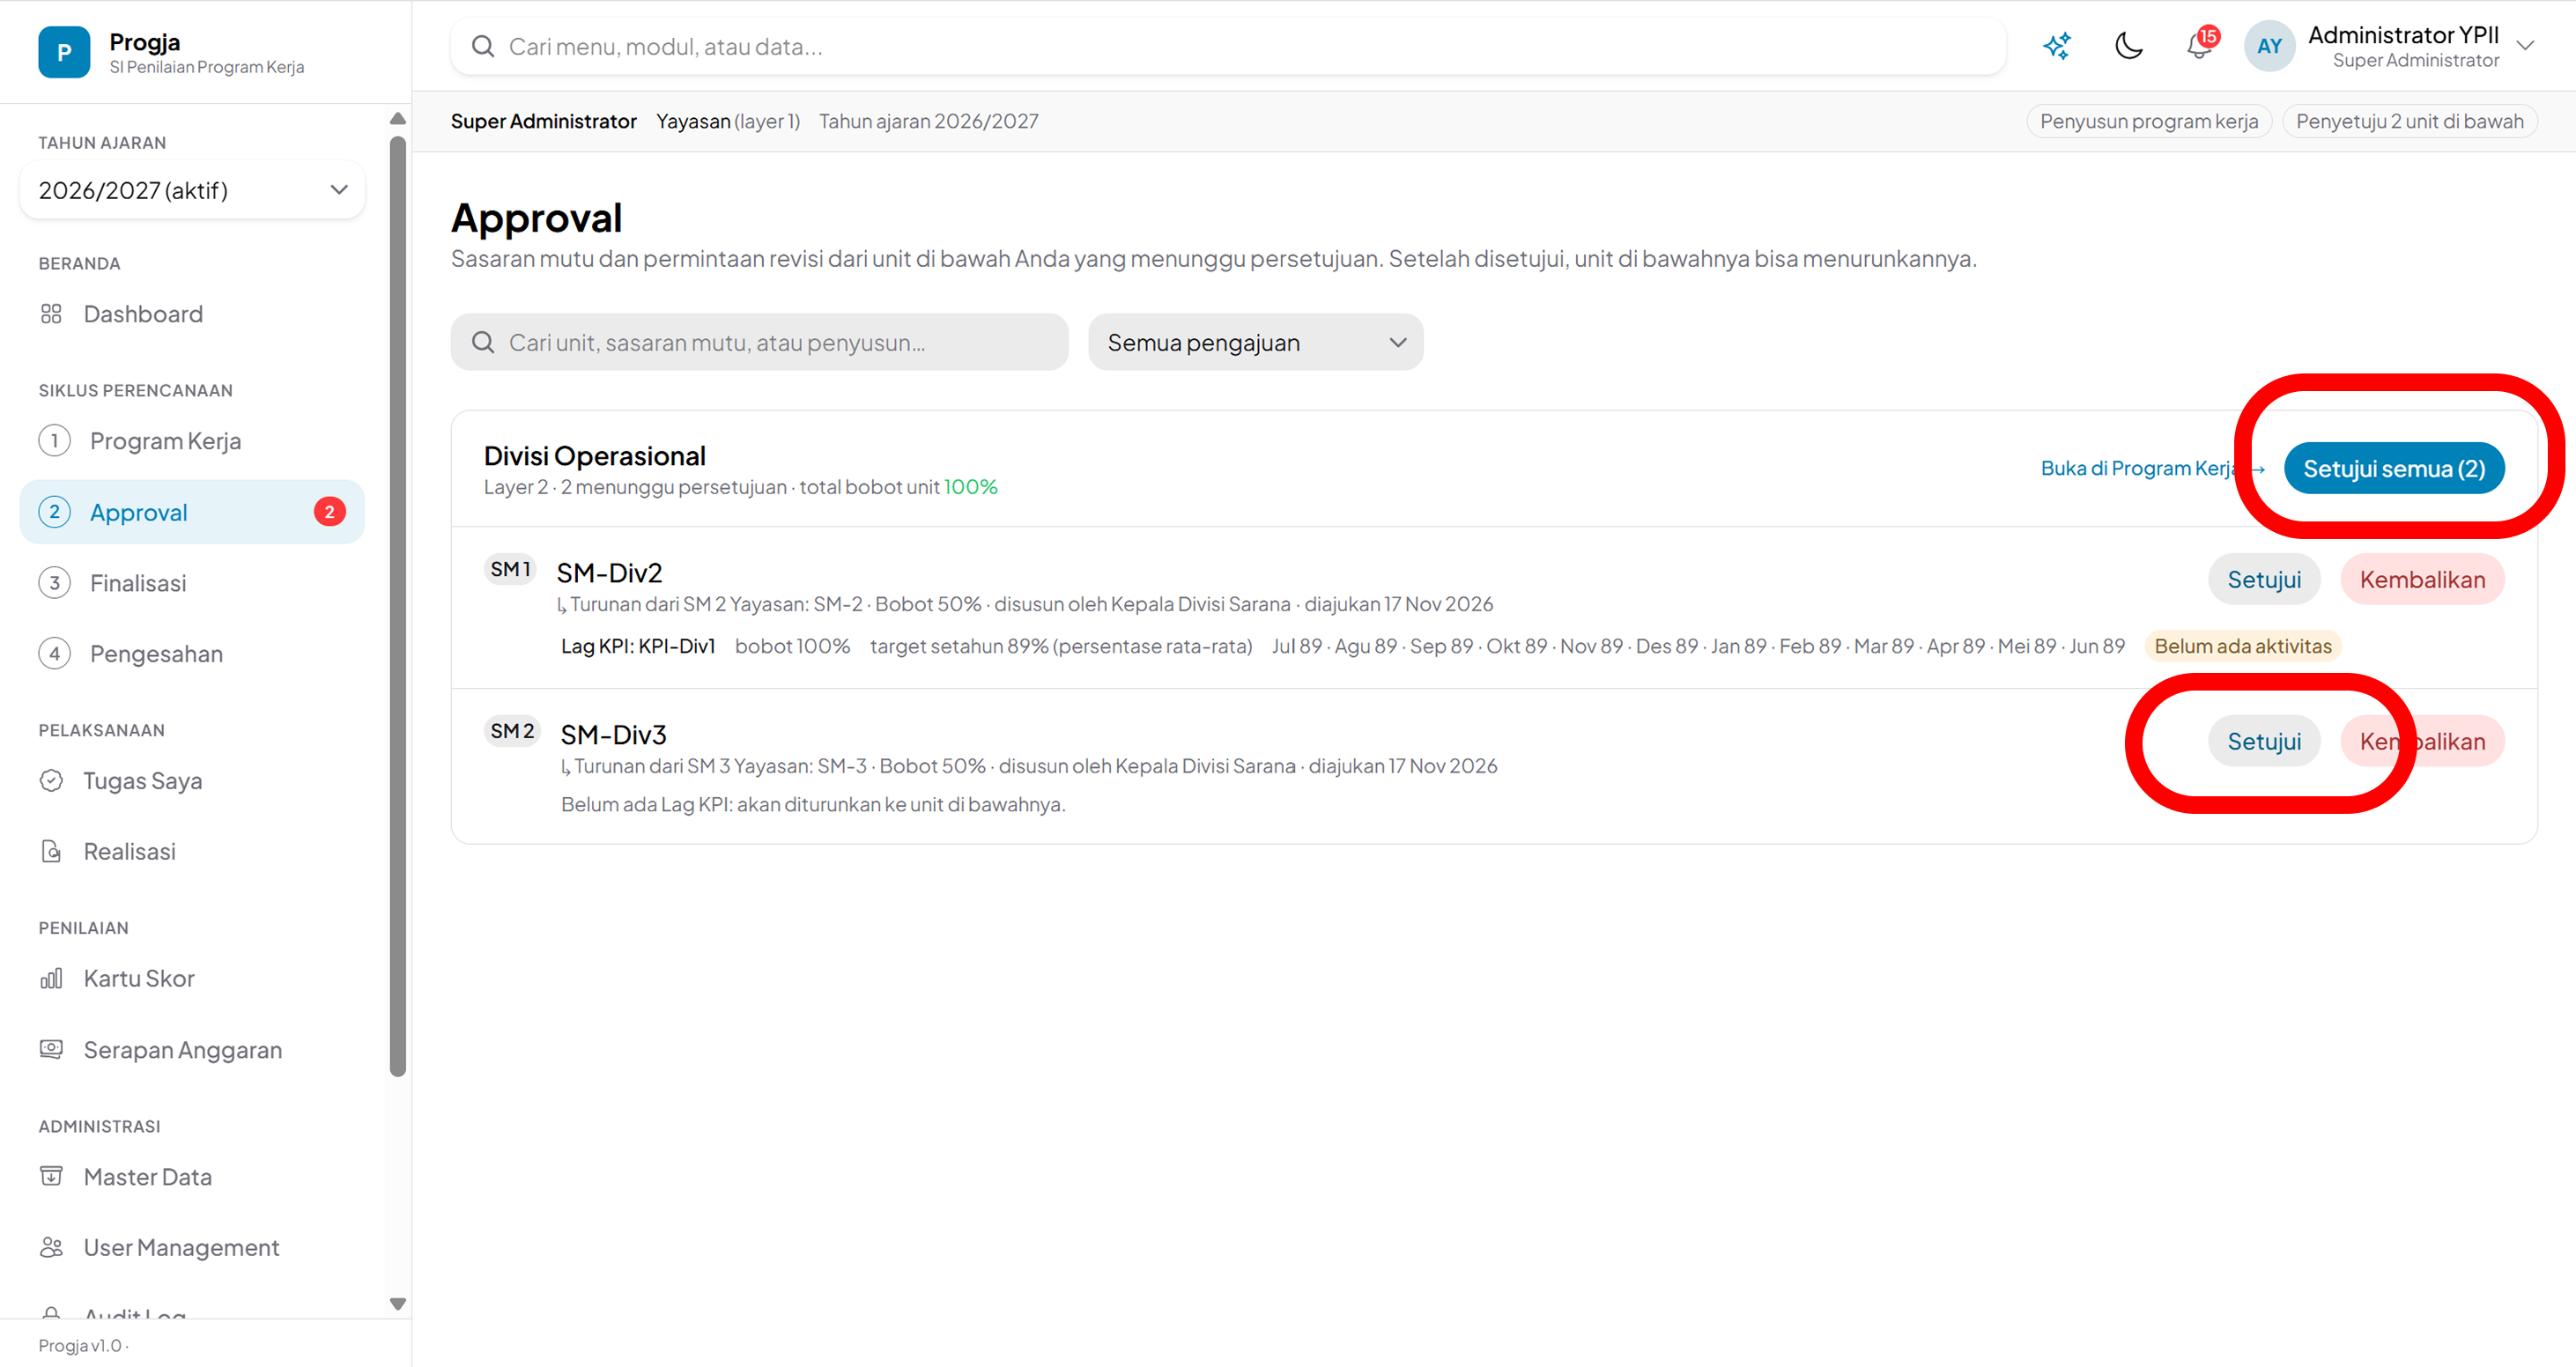 P
Progja
SI Penilaian Program Kerja
Cari menu, modul, atau data...
15
AY
Administrator YPII
Super Administrator
Super Administrator Yayasan (layer 1) Tahun ajaran 2026/2027
Penyusun program kerja
Penyetuju 2 unit di bawah
TAHUN AJARAN
2026/2027 (aktif)
BERANDA
Dashboard
SIKLUS PERENCANAAN
1 Program Kerja
2 Approval 2
3 Finalisasi
4 Pengesahan
PELAKSANAAN
Tugas Saya
Realisasi
PENILAIAN
Kartu Skor
Serapan Anggaran
ADMINISTRASI
Master Data
User Management
Audit Log
Progja v1.0 ·
Approval
Sasaran mutu dan permintaan revisi dari unit di bawah Anda yang menunggu persetujuan. Setelah disetujui, unit di bawahnya bisa menurunkannya.
Cari unit, sasaran mutu, atau penyusun...
Semua pengajuan
Divisi Operasional
Layer 2 · 2 menunggu persetujuan · total bobot unit 100%
Buka di Program Kerja →
Setujui semua (2)
SM 1 SM-Div2
↳ Turunan dari SM 2 Yayasan: SM-2 · Bobot 50% · disusun oleh Kepala Divisi Sarana · diajukan 17 Nov 2026
Setujui
Kembalikan
Lag KPI: KPI-Div1 bobot 100% target setahun 89% (persentase rata-rata) Jul 89 · Agu 89 · Sep 89 · Okt 89 · Nov 89 · Des 89 · Jan 89 · Feb 89 · Mar 89 · Apr 89 · Mei 89 · Jun 89 Belum ada aktivitas
SM 2 SM-Div3
↳ Turunan dari SM 3 Yayasan: SM-3 · Bobot 50% · disusun oleh Kepala Divisi Sarana · diajukan 17 Nov 2026
Setujui
Kembalikan
Belum ada Lag KPI: akan diturunkan ke unit di bawahnya.